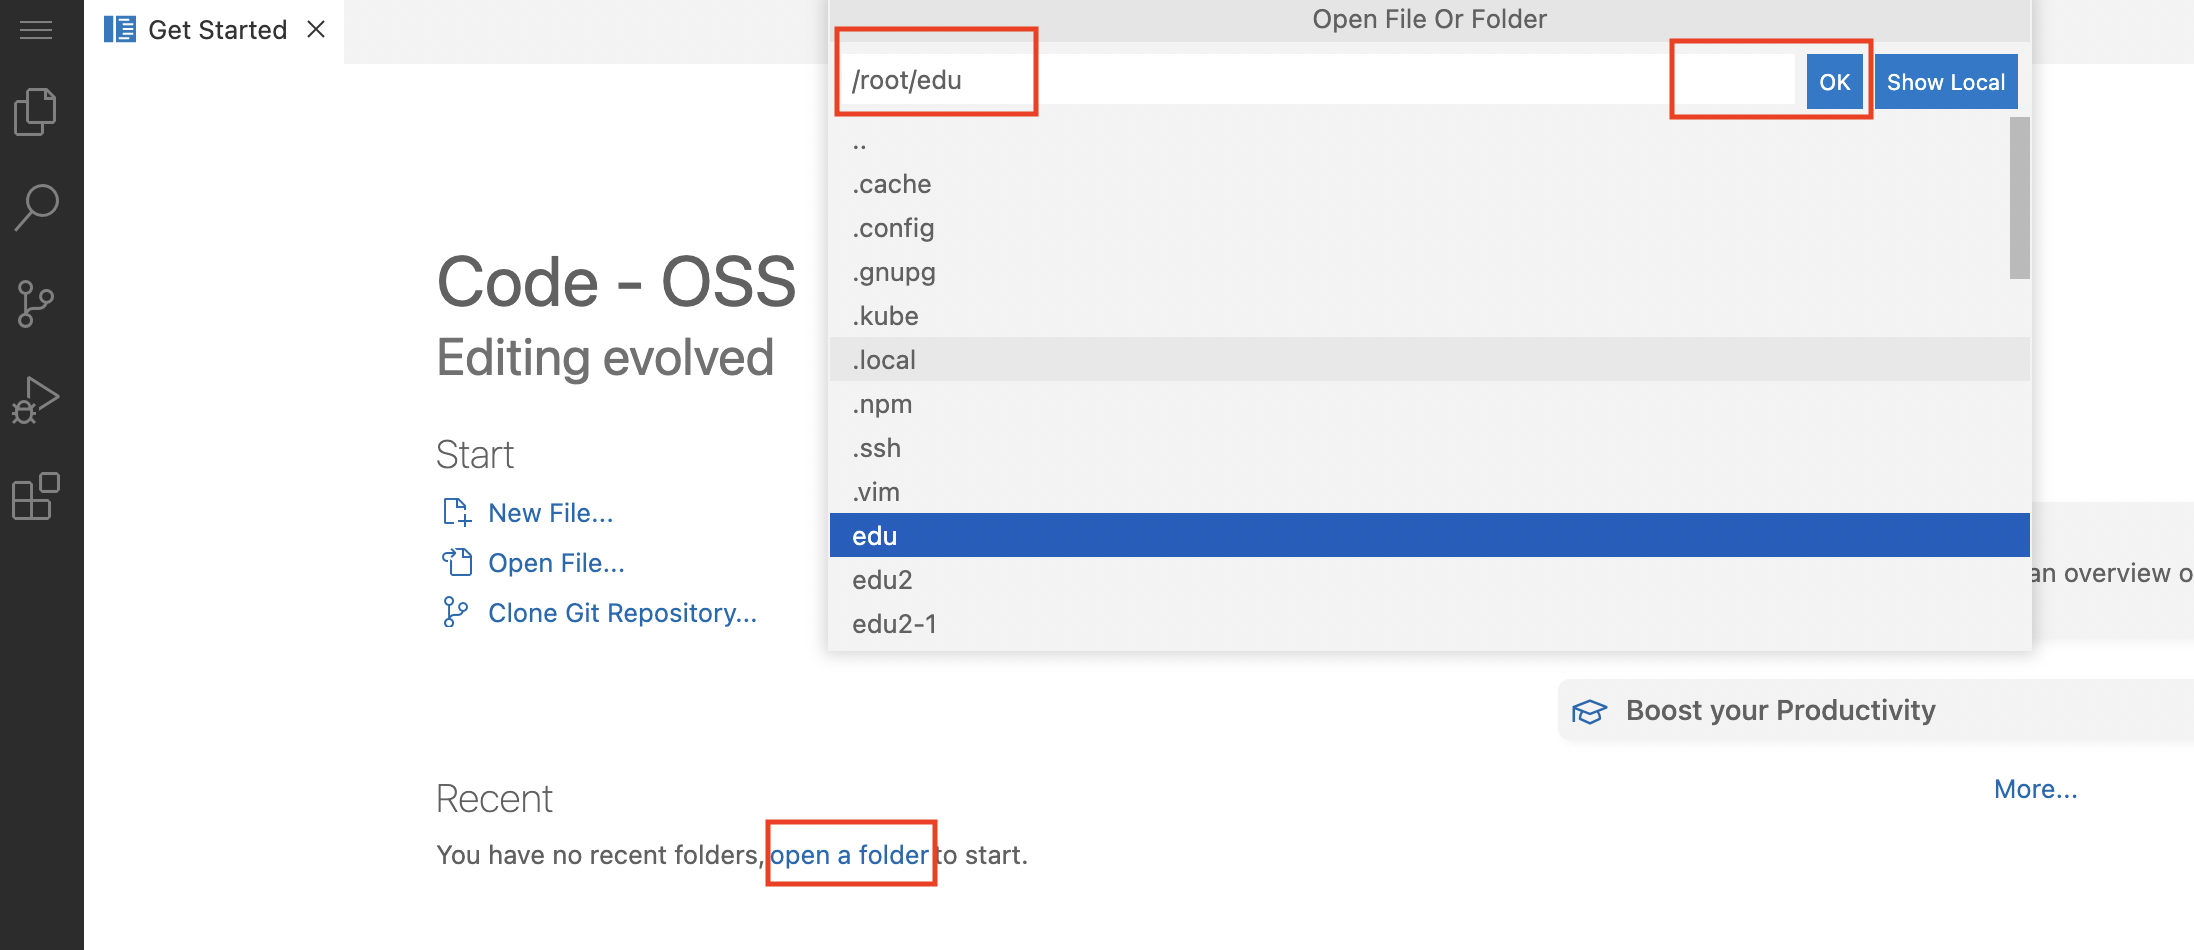 Get Started
Open File Or Folder
/root/edu
OK
Show Local
..
.cache
.config
.gnupg
.kube
.local
.npm
.ssh
.vim
edu
edu2
edu2-1
Code - OSS
Editing evolved
Start
New File...
Open File...
Clone Git Repository...
an overview o
Boost your Productivity
More...
Recent
You have no recent folders, open a folder to start.